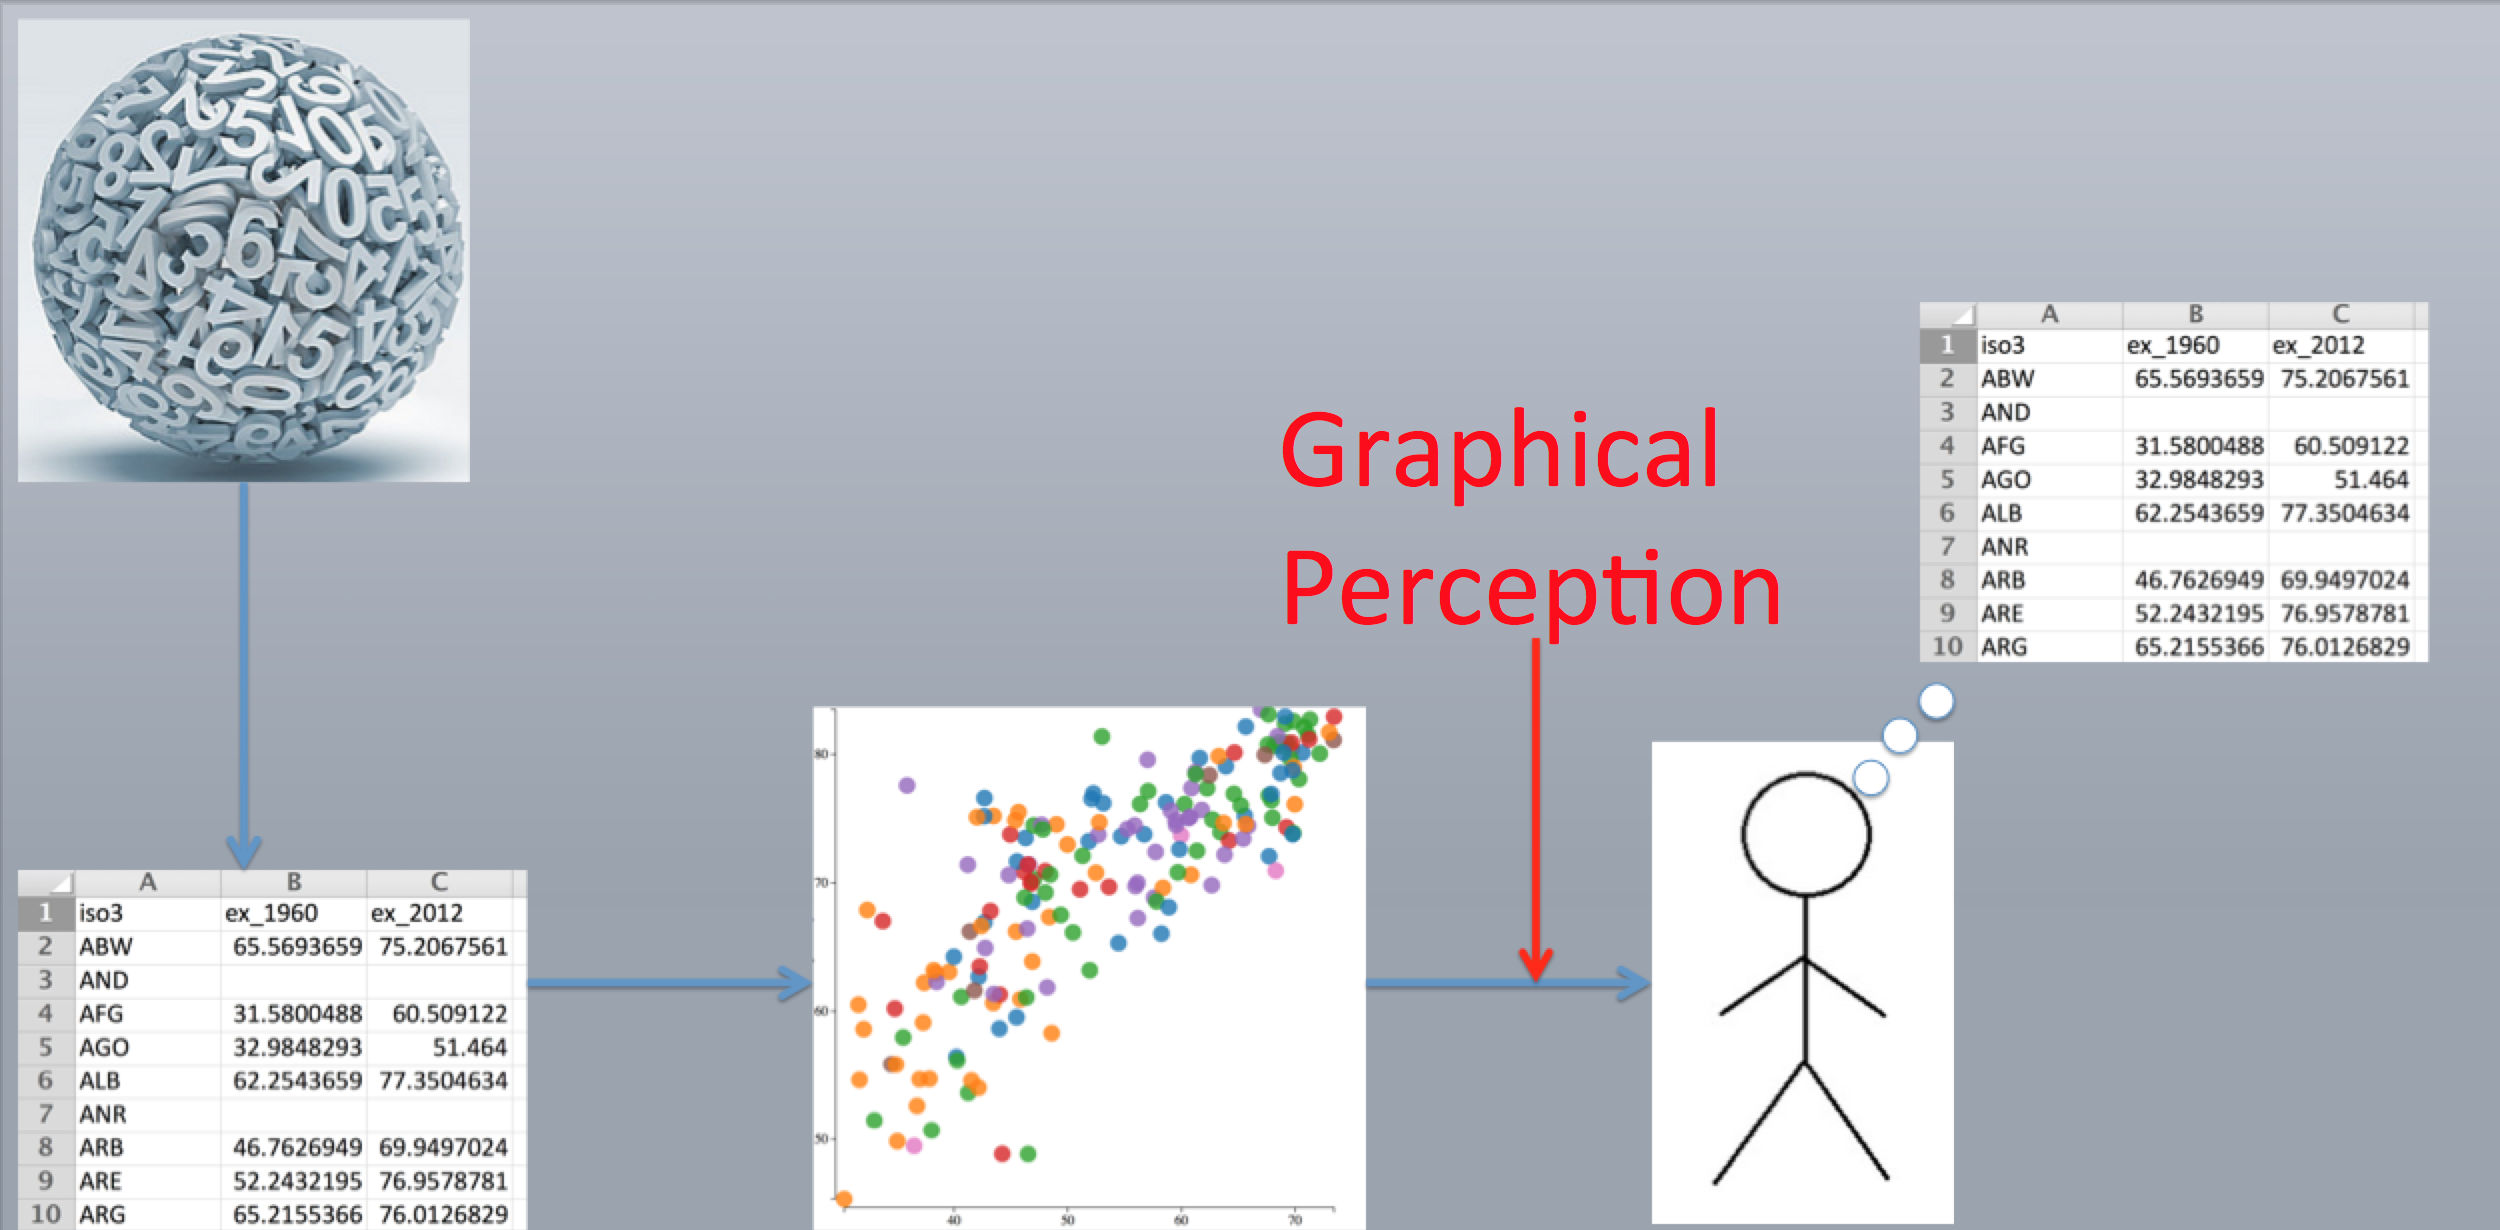 Graphical
Perception
A B C
1 iso3 ex_1960 ex_2012
2 ABW 65.5693659 75.2067561
3 AND
4 AFG 31.5800488 60.509122
5 AGO 32.9848293 51.464
6 ALB 62.2543659 77.3504634
7 ANR
8 ARB 46.7626949 69.9497024
9 ARE 52.2432195 76.9578781
10 ARG 65.2155366 76.0126829
A B C
1 iso3 ex_1960 ex_2012
2 ABW 65.5693659 75.2067561
3 AND
4 AFG 31.5800488 60.509122
5 AGO 32.9848293 51.464
6 ALB 62.2543659 77.3504634
7 ANR
8 ARB 46.7626949 69.9497024
9 ARE 52.2432195 76.9578781
10 ARG 65.2155366 76.0126829
80
70
60
50
40 50 60 70